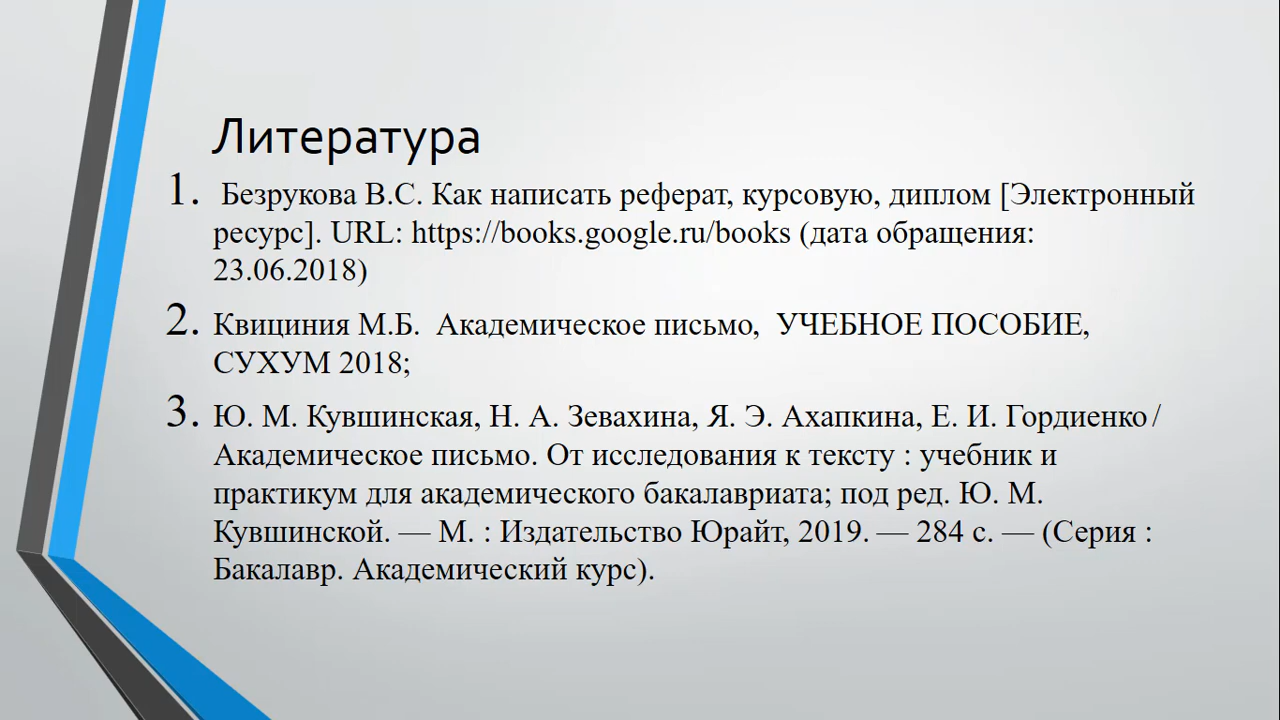 Литература
1. Безрукова В.С. Как написать реферат, курсовую, диплом [Электронный
ресурс]. URL: https://books.google.ru/books (дата обращения:
23.06.2018)
2. Квициния М.Б. Академическое письмо, УЧЕБНОЕ ПОСОБИЕ,
СУХУМ 2018;
3. Ю. М. Кувшинская, Н. А. Зевахина, Я. Э. Ахапкина, Е. И. Гордиенко /
Академическое письмо. От исследования к тексту : учебник и
практикум для академического бакалавриата; под ред. Ю. М.
Кувшинской. — М. : Издательство Юрайт, 2019. — 284 с. — (Серия :
Бакалавр. Академический курс).